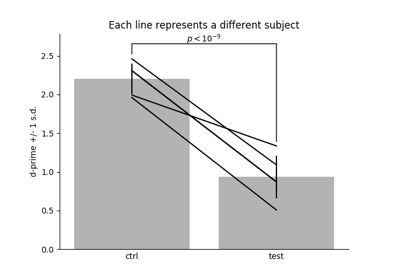 Each line represents a different subject
p < 10⁻⁹
2.5
2.0
1.5
1.0
0.5
0.0
d-prime +/- 1 s.d.
ctrl
test